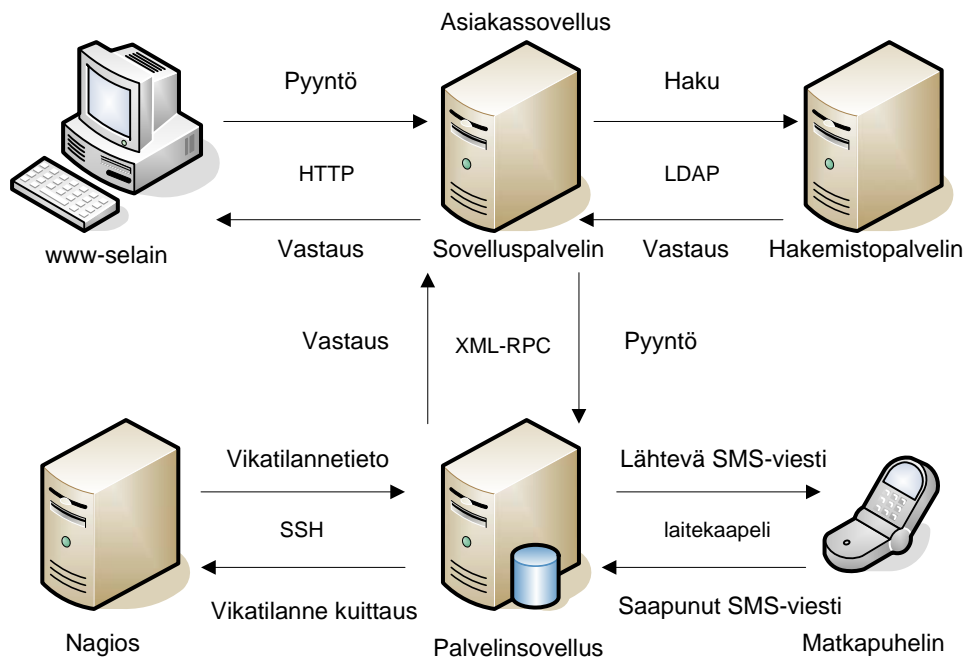 Asiakassovellus
Pyyntö
Haku
HTTP
LDAP
www-selain
Vastaus
Sovelluspalvelin
Vastaus
Hakemistopalvelin
Vastaus
XML-RPC
Pyyntö
Vikatilannetieto
Lähtevä SMS-viesti
SSH
laitekaapeli
Vikatilanne kuittaus
Saapunut SMS-viesti
Nagios
Palvelinsovellus
Matkapuhelin